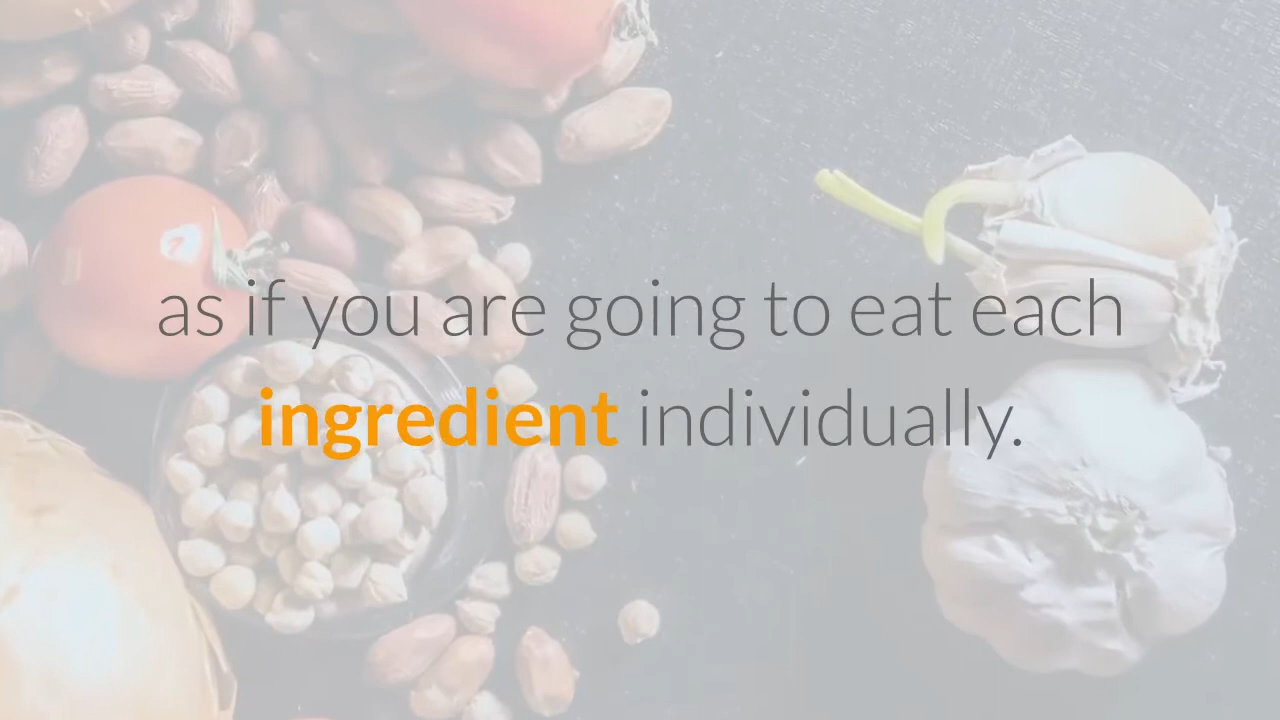 as if you are going to eat each
ingredient individually.